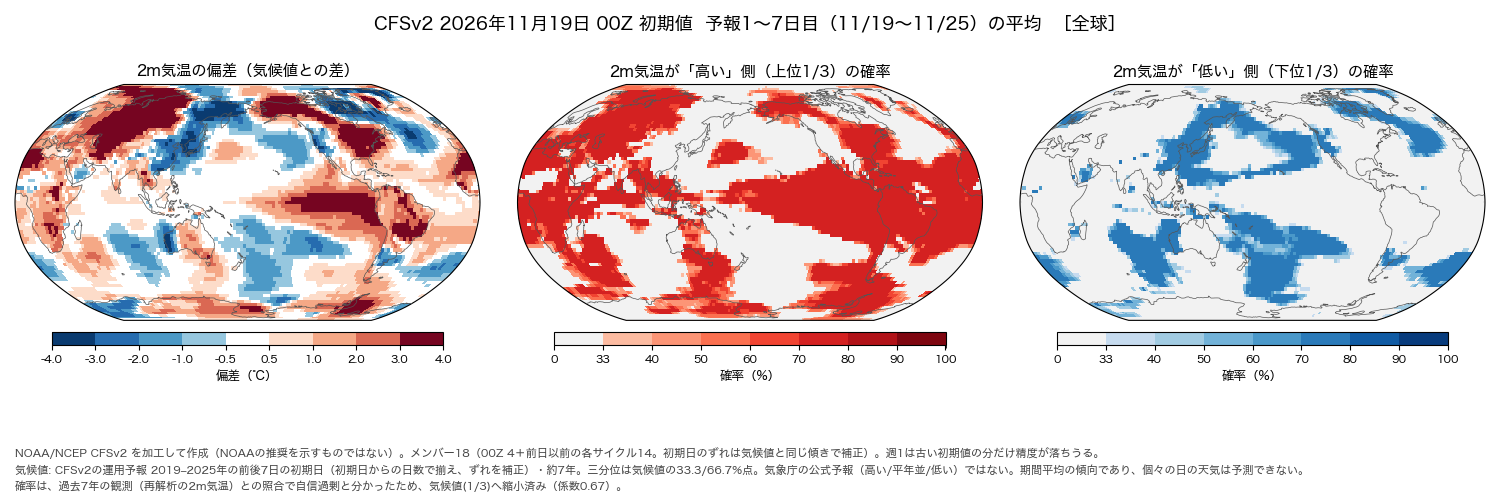 CFSv2 2026年11月19日 00Z 初期値 予報1～7日目（11/19～11/25）の平均 ［全球］
2m気温の偏差（気候値との差）
2m気温が「高い」側（上位1/3）の確率
2m気温が「低い」側（下位1/3）の確率
-4.0 -3.0 -2.0 -1.0 -0.5 0.5 1.0 2.0 3.0 4.0
偏差（℃）
0 33 40 50 60 70 80 90 100
確率（%）
0 33 40 50 60 70 80 90 100
確率（%）
NOAA/NCEP CFSv2 を加工して作成（NOAAの推奨を示すものではない）。メンバー18（00Z 4＋前日以前の各サイクル14。初期日のずれは気候値と同じ傾きで補正）。週1は古い初期値の分だけ精度が落ちうる。
気候値: CFSv2の運用予報 2019–2025年の前後7日の初期日（初期日からの日数で揃え、ずれを補正）・約7年。三分位は気候値の33.3/66.7%点。気象庁の公式予報（高い/平年並/低い）ではない。期間平均の傾向であり、個々の日の天気は予測できない。
確率は、過去7年の観測（再解析の2m気温）との照合で自信過剰と分かったため、気候値(1/3)へ縮小済み（係数0.67）。